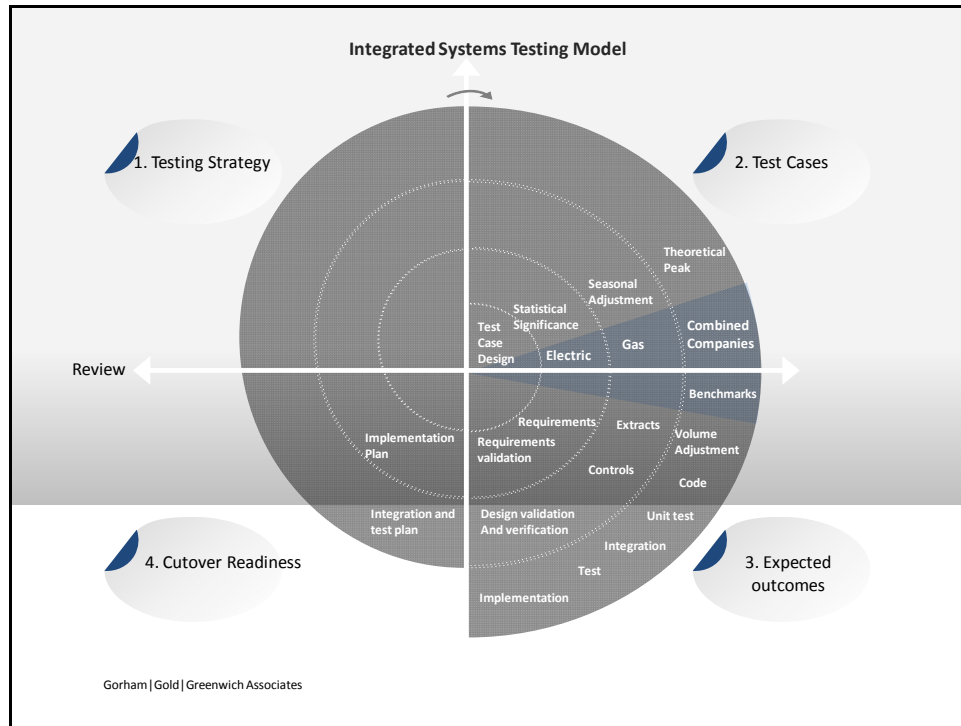 Integrated Systems Testing Model
1. Testing Strategy
2. Test Cases
Theoretical
Peak
Seasonal
Adjustment
Statistical
Significance
Test
Case
Design
Electric
Gas
Combined
Companies
Review
Benchmarks
Requirements
Extracts
Volume
Adjustment
Implementation
Plan
Requirements
validation
Controls
Code
Integration and
test plan
Design validation
And verification
Unit test
Integration
Test
Implementation
4. Cutover Readiness
3. Expected
outcomes
Gorham|Gold|Greenwich Associates